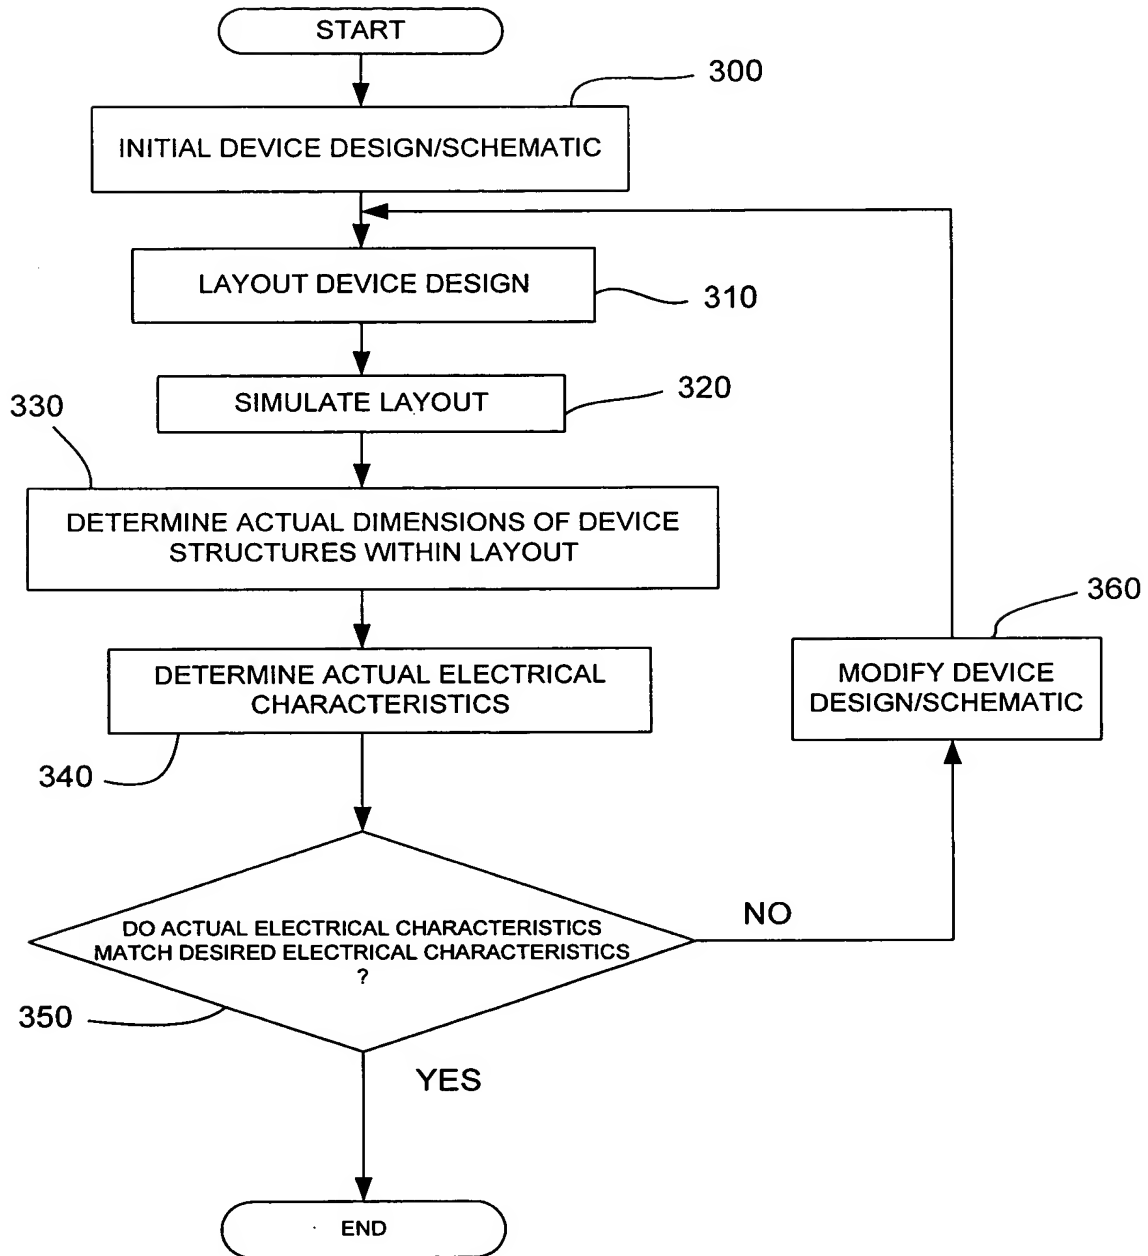 START
300
INITIAL DEVICE DESIGN/SCHEMATIC
LAYOUT DEVICE DESIGN
310
SIMULATE LAYOUT
320
330
DETERMINE ACTUAL DIMENSIONS OF DEVICE
STRUCTURES WITHIN LAYOUT
360
DETERMINE ACTUAL ELECTRICAL
CHARACTERISTICS
MODIFY DEVICE
DESIGN/SCHEMATIC
340
DO ACTUAL ELECTRICAL CHARACTERISTICS
MATCH DESIRED ELECTRICAL CHARACTERISTICS
?
NO
350
YES
END